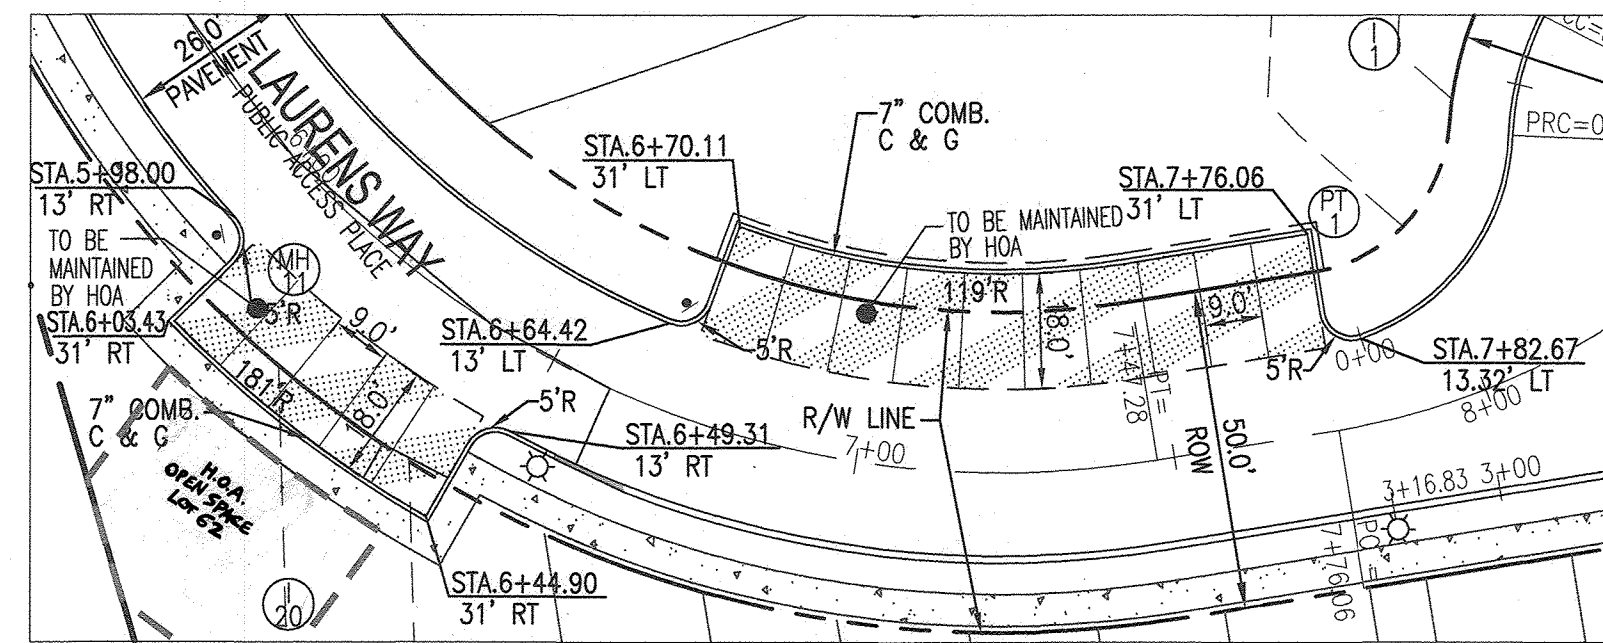 26.0'
PAVEMENT
LAURENS WAY
PUBLIC ACCESS PLACE
STA.5+98.00
13' RT
TO BE
MAINTAINED
BY HOA
STA.6+03.43
31' RT
MH
11
5'R
9.0'
181'R
18.0'
7" COMB.
C & G
H.O.A.
OPEN SPACE
LOT 62
20
STA.6+44.90
31' RT
STA.6+49.31
13' RT
5'R
STA.6+64.42
13' LT
STA.6+70.11
31' LT
7" COMB.
C & G
TO BE MAINTAINED
BY HOA
STA.7+76.06
31' LT
PT
1
I
1
PRC=0
119'R
18.0'
9.0'
5'R
5'R
0+00
STA.7+82.67
13.32' LT
8+00
R/W LINE
7+00
PT =
7+47.28
50.0'
ROW
3+16.83 3+00
7+76.06